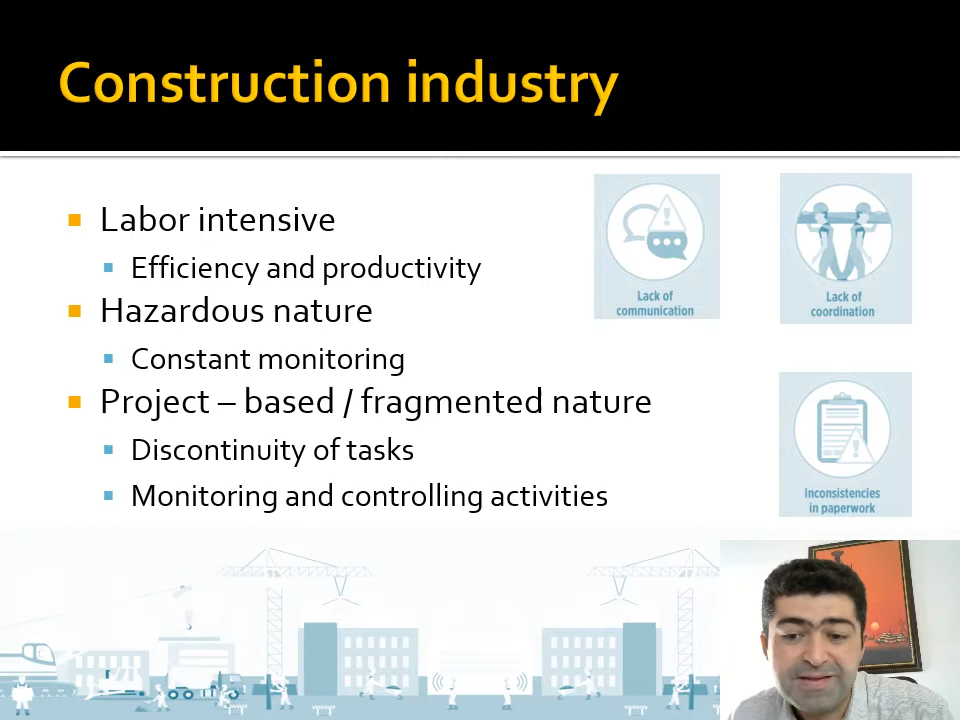 Construction industry
Labor intensive
Efficiency and productivity
Hazardous nature
Constant monitoring
Project – based / fragmented nature
Discontinuity of tasks
Monitoring and controlling activities
Lack of
communication
Lack of
coordination
Inconsistencies
in paperwork